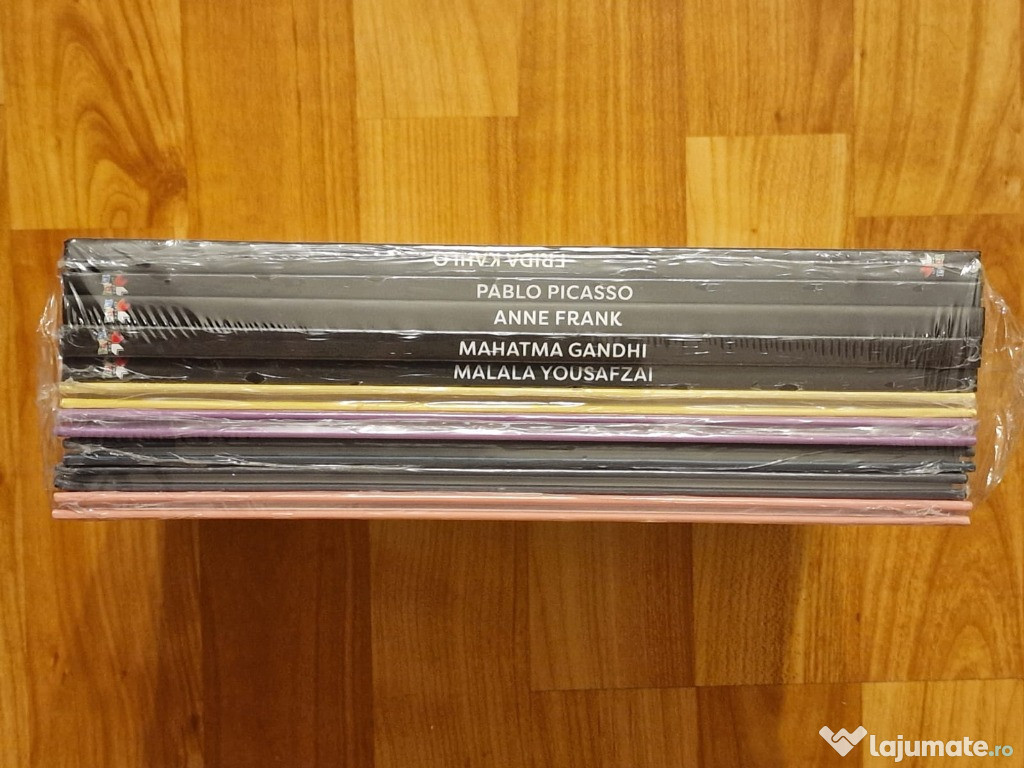 FRIDA KAHLO
PABLO PICASSO
ANNE FRANK
MAHATMA GANDHI
MALALA YOUSAFZAI
lajumate.ro